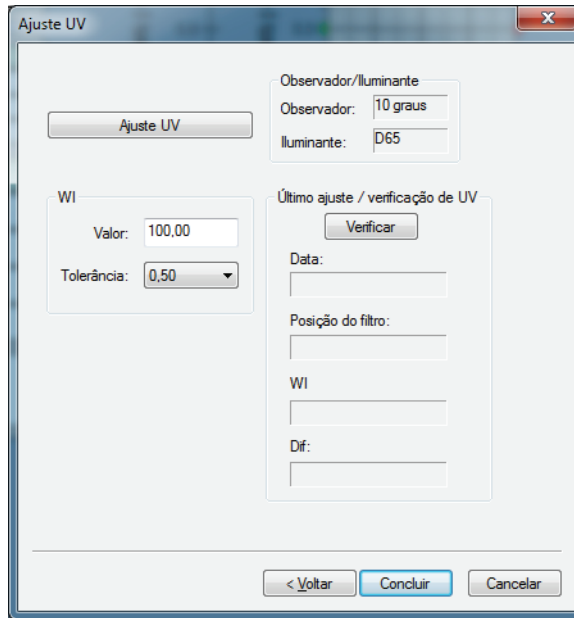 Ajuste UV
Ajuste UV
Observador/Iluminante
Observador: 10 graus
Iluminante: D65
WI
Valor: 100,00
Tolerância: 0,50
Último ajuste / verificação de UV
Verificar
Data:
Posição do filtro:
WI
Dif:
< Voltar
Concluir
Cancelar